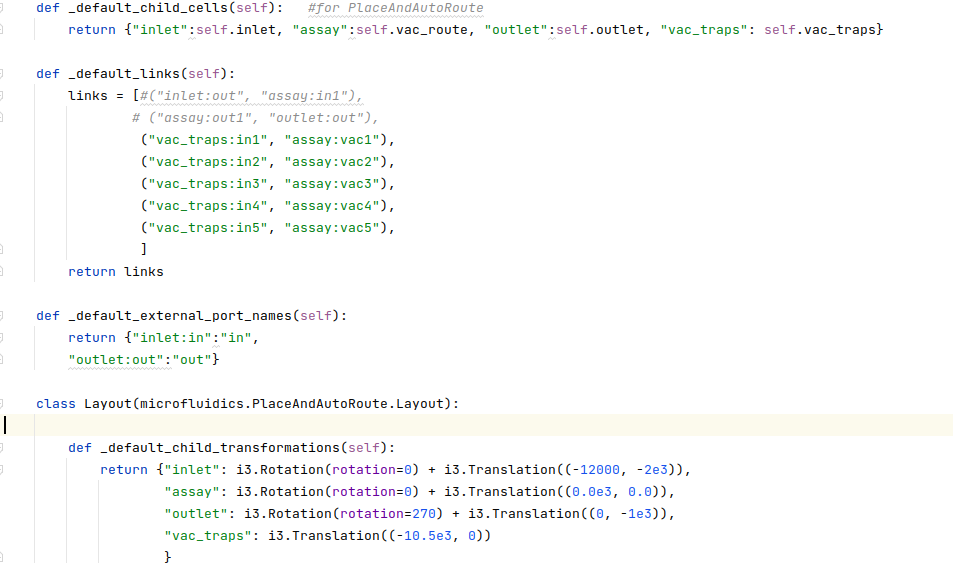 def _default_child_cells(self):   #for PlaceAndAutoRoute
    return {"inlet":self.inlet, "assay":self.vac_route, "outlet":self.outlet, "vac_traps": self.vac_traps}

def _default_links(self):
    links = [#("inlet:out", "assay:in1"),
            # ("assay:out1", "outlet:out"),
             ("vac_traps:in1", "assay:vac1"),
             ("vac_traps:in2", "assay:vac2"),
             ("vac_traps:in3", "assay:vac3"),
             ("vac_traps:in4", "assay:vac4"),
             ("vac_traps:in5", "assay:vac5"),
             ]
    return links

def _default_external_port_names(self):
    return {"inlet:in":"in",
    "outlet:out":"out"}

class Layout(microfluidics.PlaceAndAutoRoute.Layout):

    def _default_child_transformations(self):
        return {"inlet": i3.Rotation(rotation=0) + i3.Translation((-12000, -2e3)),
                "assay": i3.Rotation(rotation=0) + i3.Translation((0.0e3, 0.0)),
                "outlet": i3.Rotation(rotation=270) + i3.Translation((0, -1e3)),
                "vac_traps": i3.Translation((-10.5e3, 0))
                }